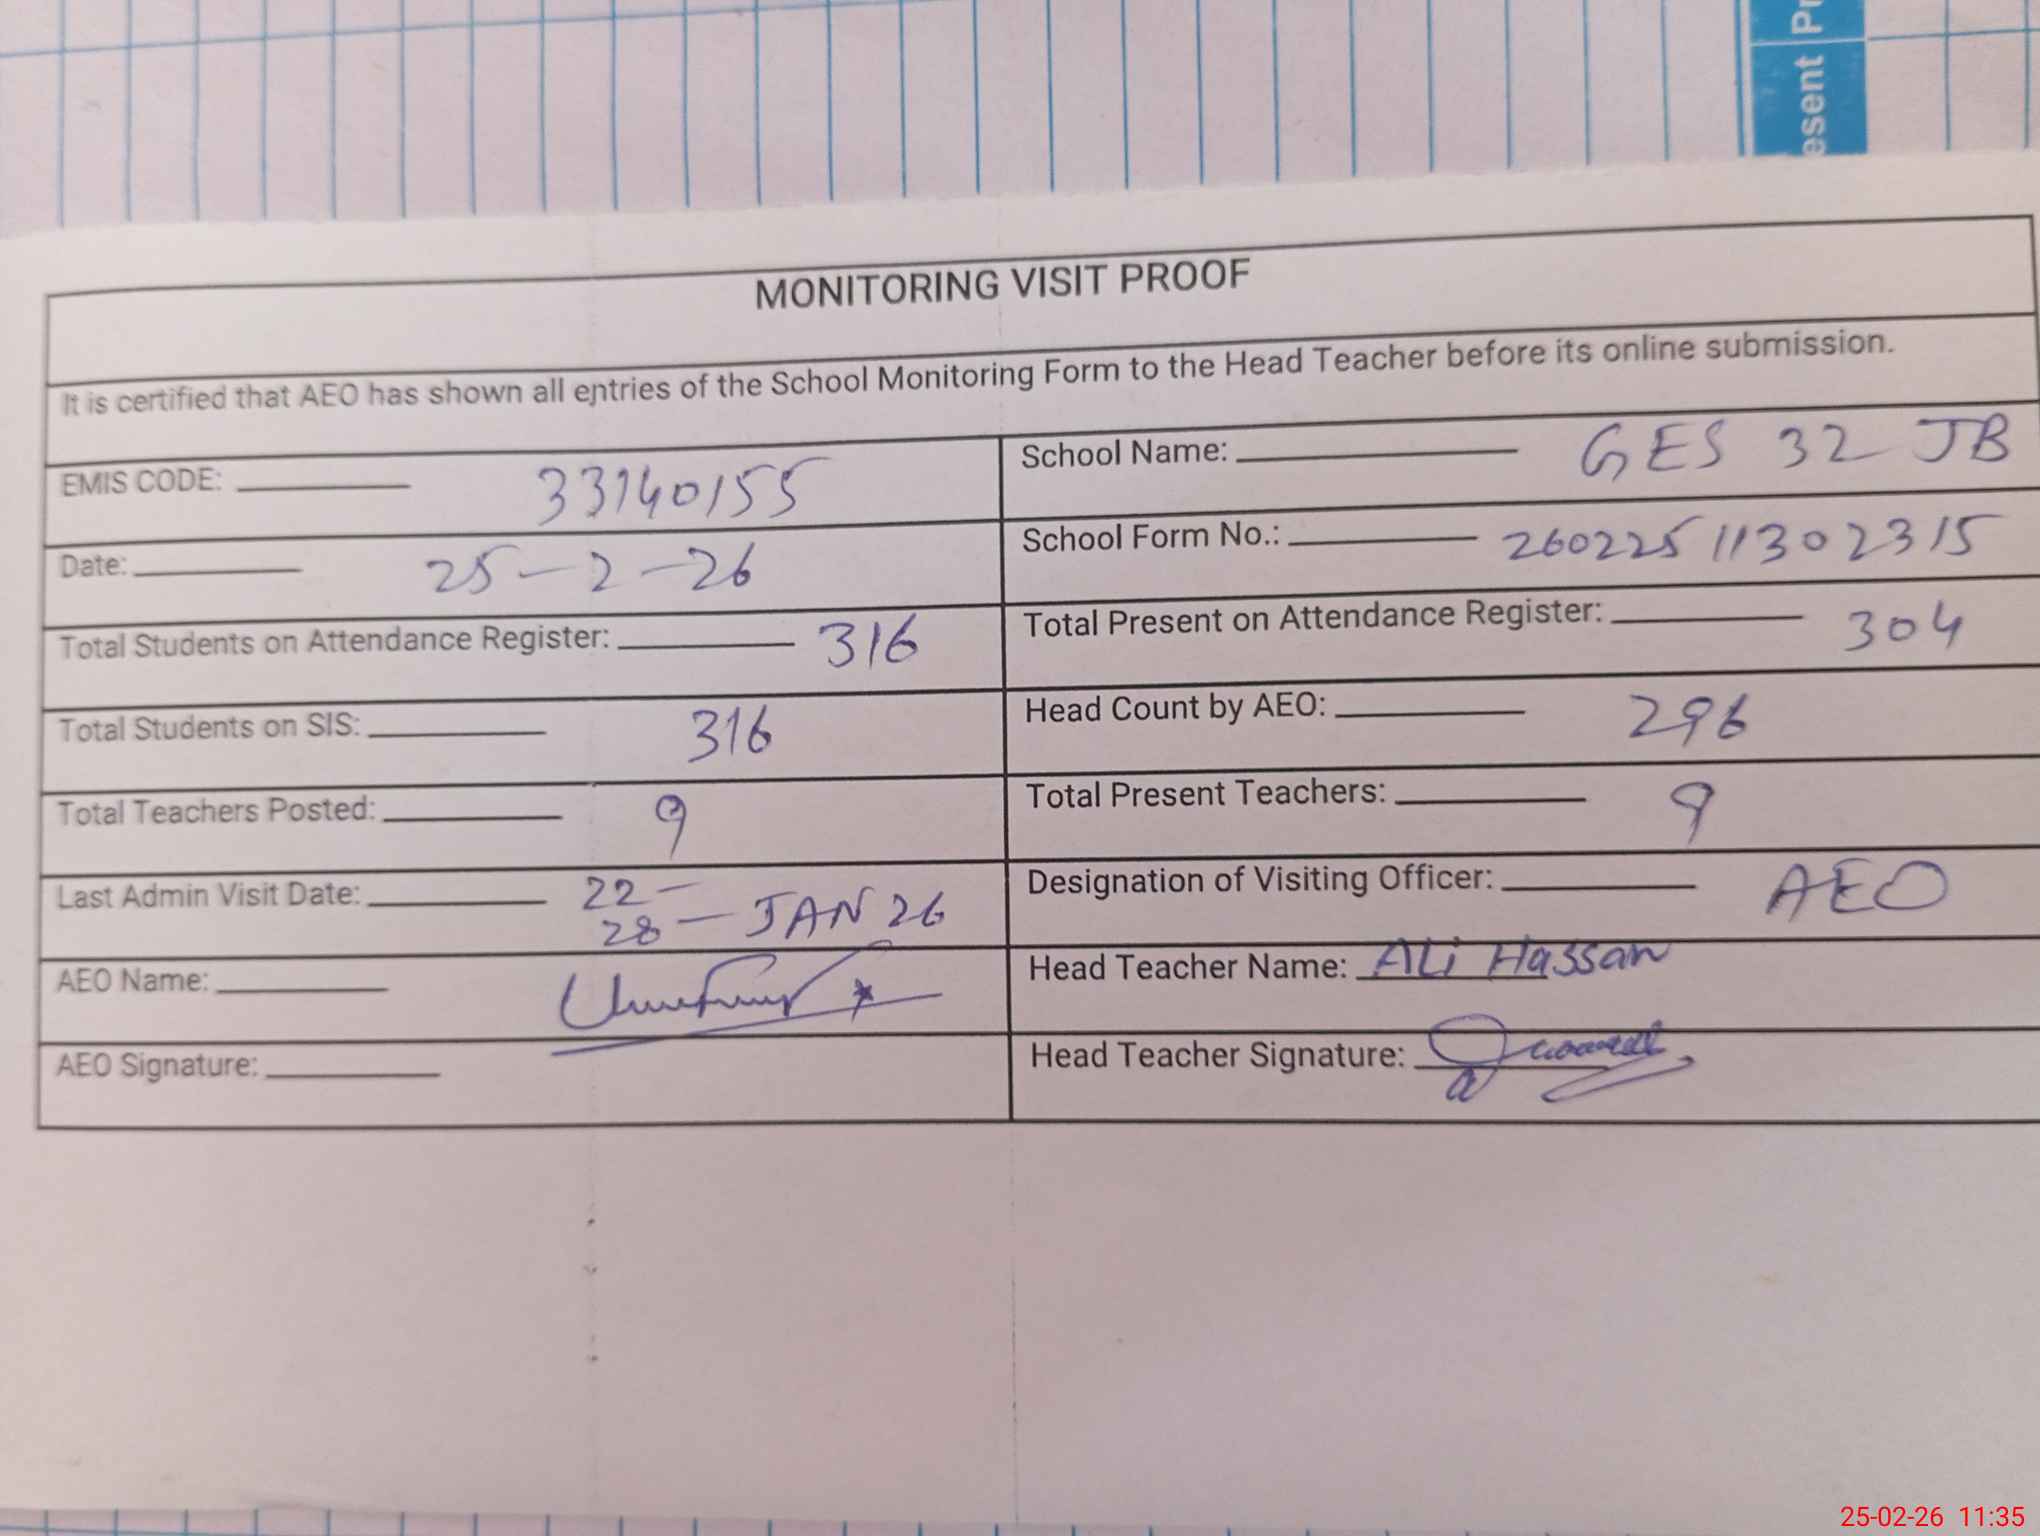 Present Pr
MONITORING VISIT PROOF
It is certified that AEO has shown all entries of the School Monitoring Form to the Head Teacher before its online submission.
EMIS CODE: 33140155
School Name: GES 32 JB
Date: 25-2-26
School Form No.: 26022511302315
Total Students on Attendance Register: 316
Total Present on Attendance Register: 304
Total Students on SIS: 316
Head Count by AEO: 296
Total Teachers Posted: 9
Total Present Teachers: 9
Last Admin Visit Date: 22-
28-JAN 26
Designation of Visiting Officer: AEO
AEO Name:
Head Teacher Name: ALi Hassan
AEO Signature:
Head Teacher Signature:
25-02-26 11:35